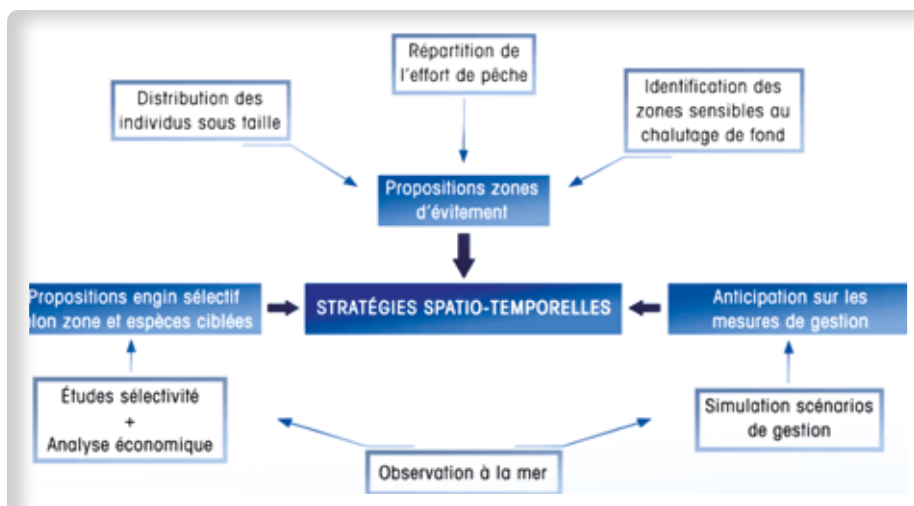 Répartition de
l'effort de pêche
Distribution des
individus sous taille
Identification des
zones sensibles au
chalutage de fond
Propositions zones
d'évitement
Propositions engin sélectif
lon zone et espèces ciblées
STRATÉGIES SPATIO-TEMPORELLES
Anticipation sur les
mesures de gestion
Études sélectivité
+
Analyse économique
Simulation scénarios
de gestion
Observation à la mer